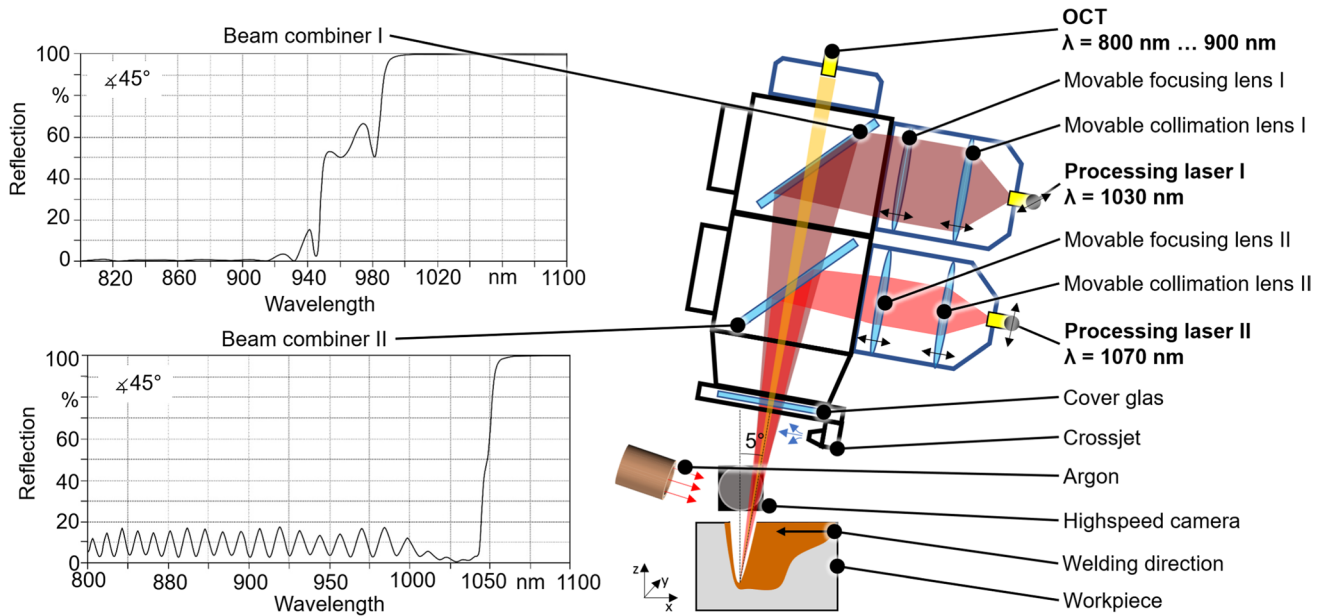 Beam combiner I
Reflection
100
%
60
40
20
0
∡45°
820
860
900
940
980
1020
nm
1100
Wavelength
Beam combiner II
Reflection
100
%
60
40
20
0
∡45°
800
850
900
950
1000
1050
nm
1100
Wavelength
OCT
λ = 800 nm … 900 nm
Movable focusing lens I
Movable collimation lens I
Processing laser I
λ = 1030 nm
Movable focusing lens II
Movable collimation lens II
Processing laser II
λ = 1070 nm
Cover glas
Crossjet
5°
Argon
Highspeed camera
Welding direction
Workpiece
z
y
x